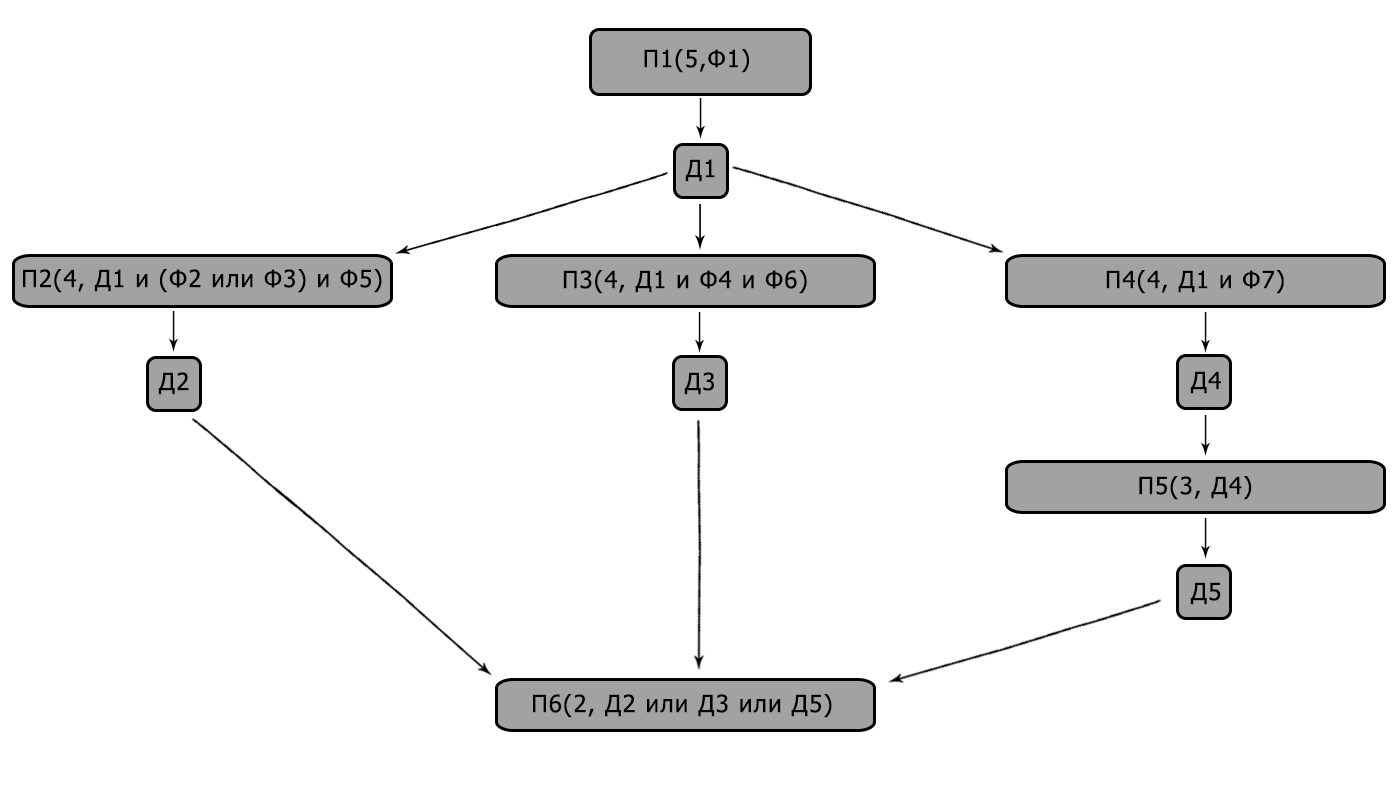 П1(5,Ф1)
Д1
П2(4, Д1 и (Ф2 или Ф3) и Ф5)
П3(4, Д1 и Ф4 и Ф6)
П4(4, Д1 и Ф7)
Д2
Д3
Д4
П5(3, Д4)
Д5
П6(2, Д2 или Д3 или Д5)